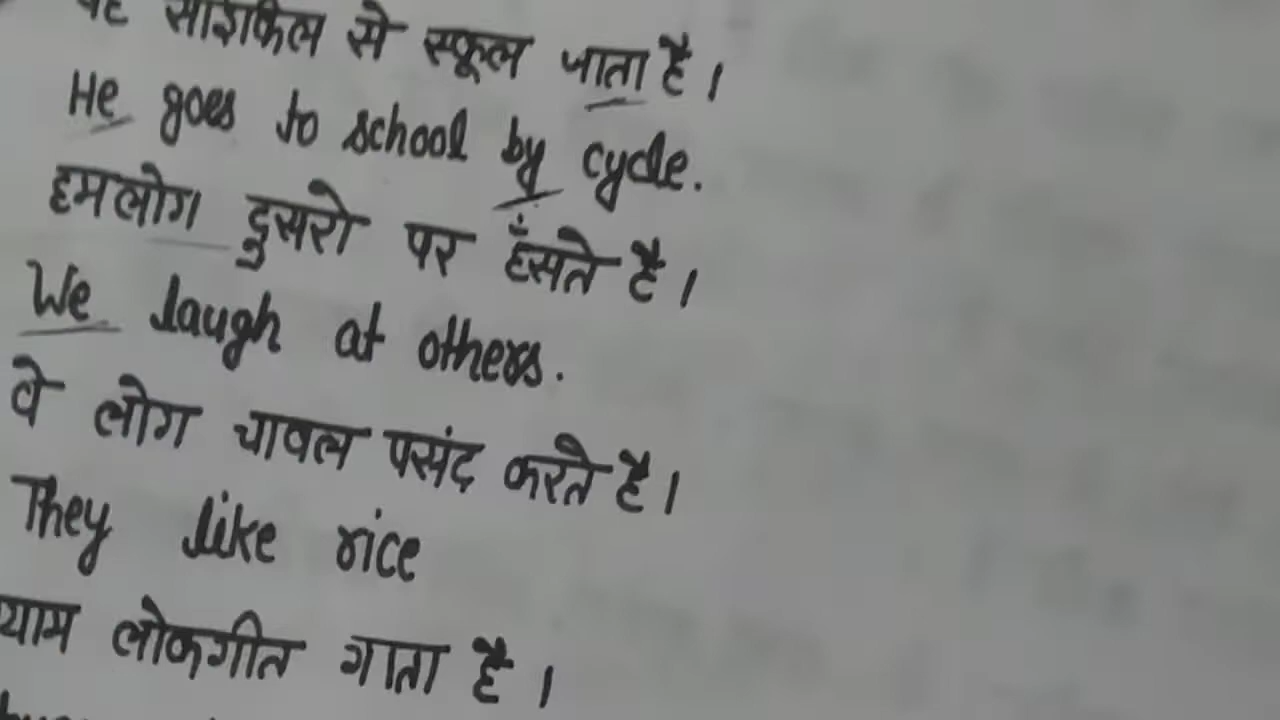 वह साइकिल से स्कूल जाता है।
He goes to school by cycle.
हमलोग दुसरो पर हँसते है।
We laugh at others.
वे लोग चावल पसंद करते है।
They like rice
याम लोकगीत गाता है।